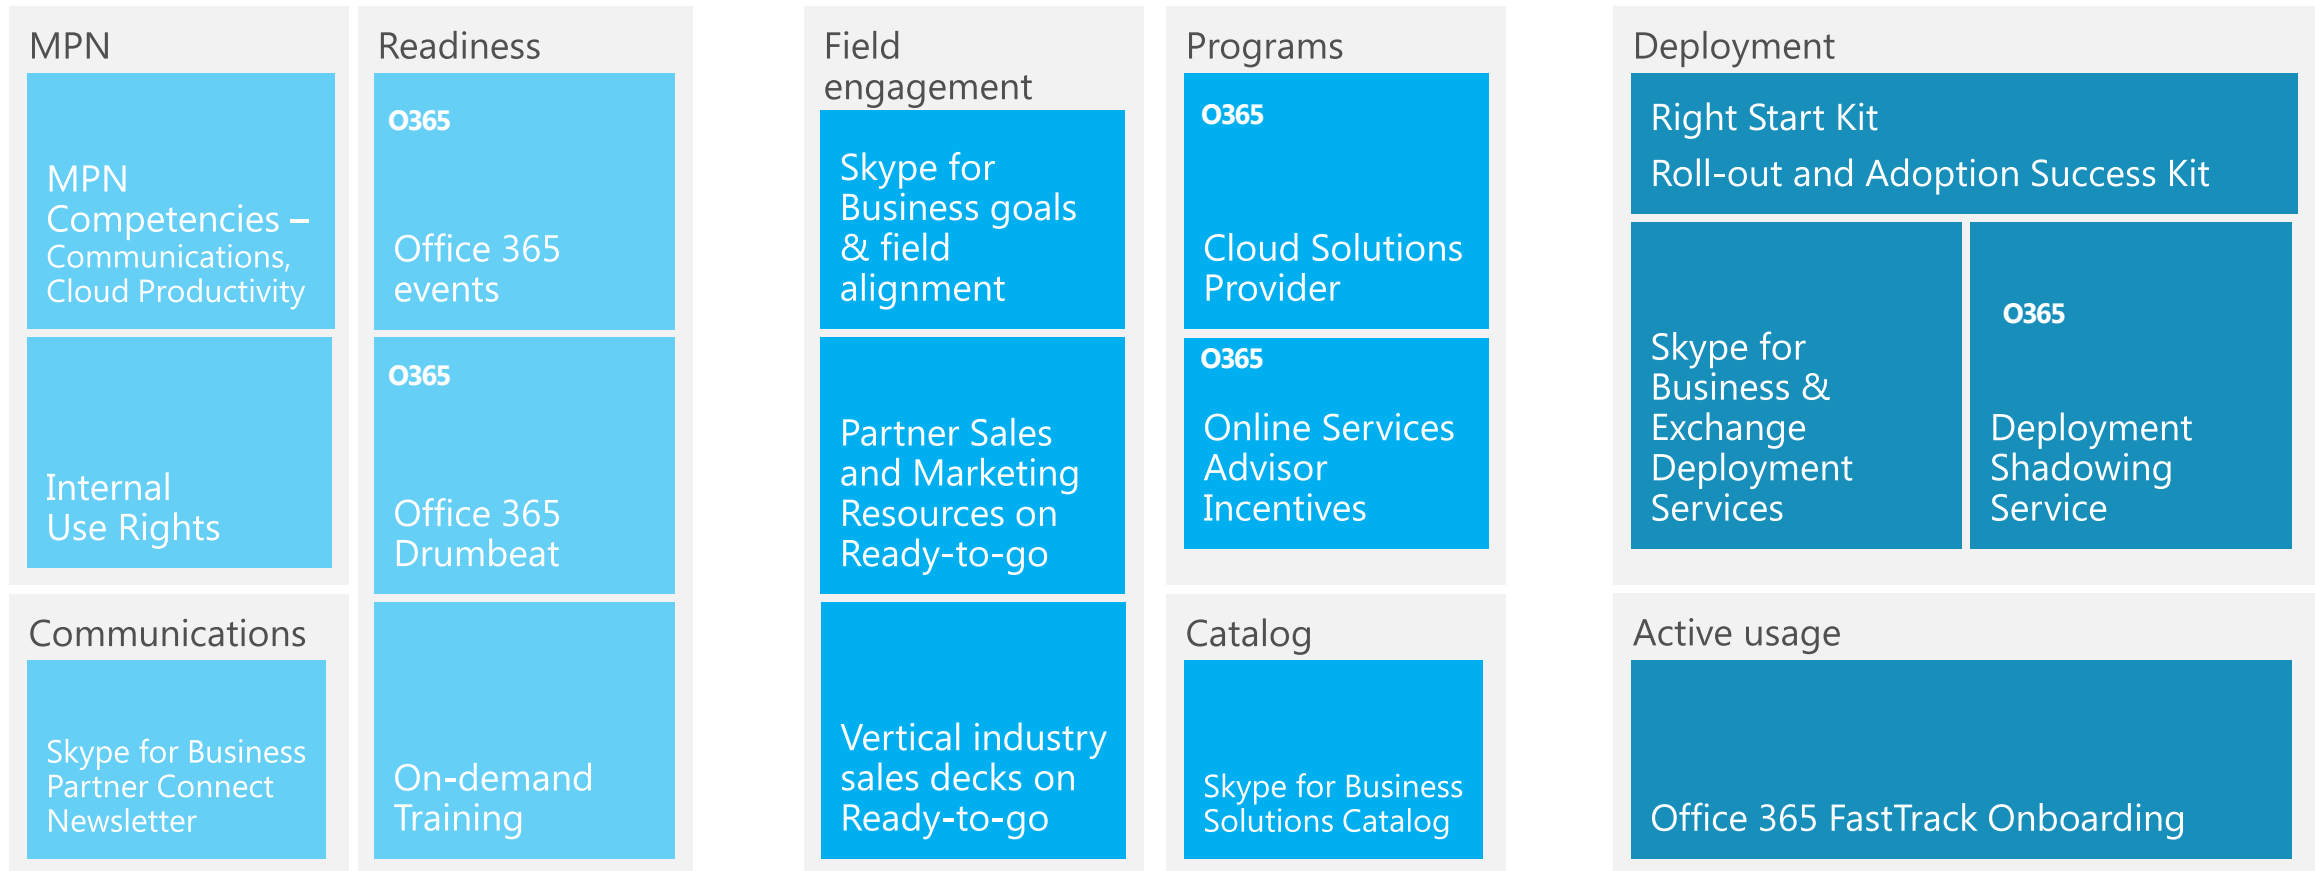 MPN
MPN
Competencies –
Communications,
Cloud Productivity
Internal
Use Rights
Communications
Skype for Business
Partner Connect
Newsletter
Readiness
O365
Office 365
events
O365
Office 365
Drumbeat
On-demand
Training
Field
engagement
Skype for
Business goals
& field
alignment
Partner Sales
and Marketing
Resources on
Ready-to-go
Vertical industry
sales decks on
Ready-to-go
Programs
O365
Cloud Solutions
Provider
O365
Online Services
Advisor
Incentives
Catalog
Skype for Business
Solutions Catalog
Deployment
Right Start Kit
Roll-out and Adoption Success Kit
Skype for
Business &
Exchange
Deployment
Services
O365
Deployment
Shadowing
Service
Active usage
Office 365 FastTrack Onboarding